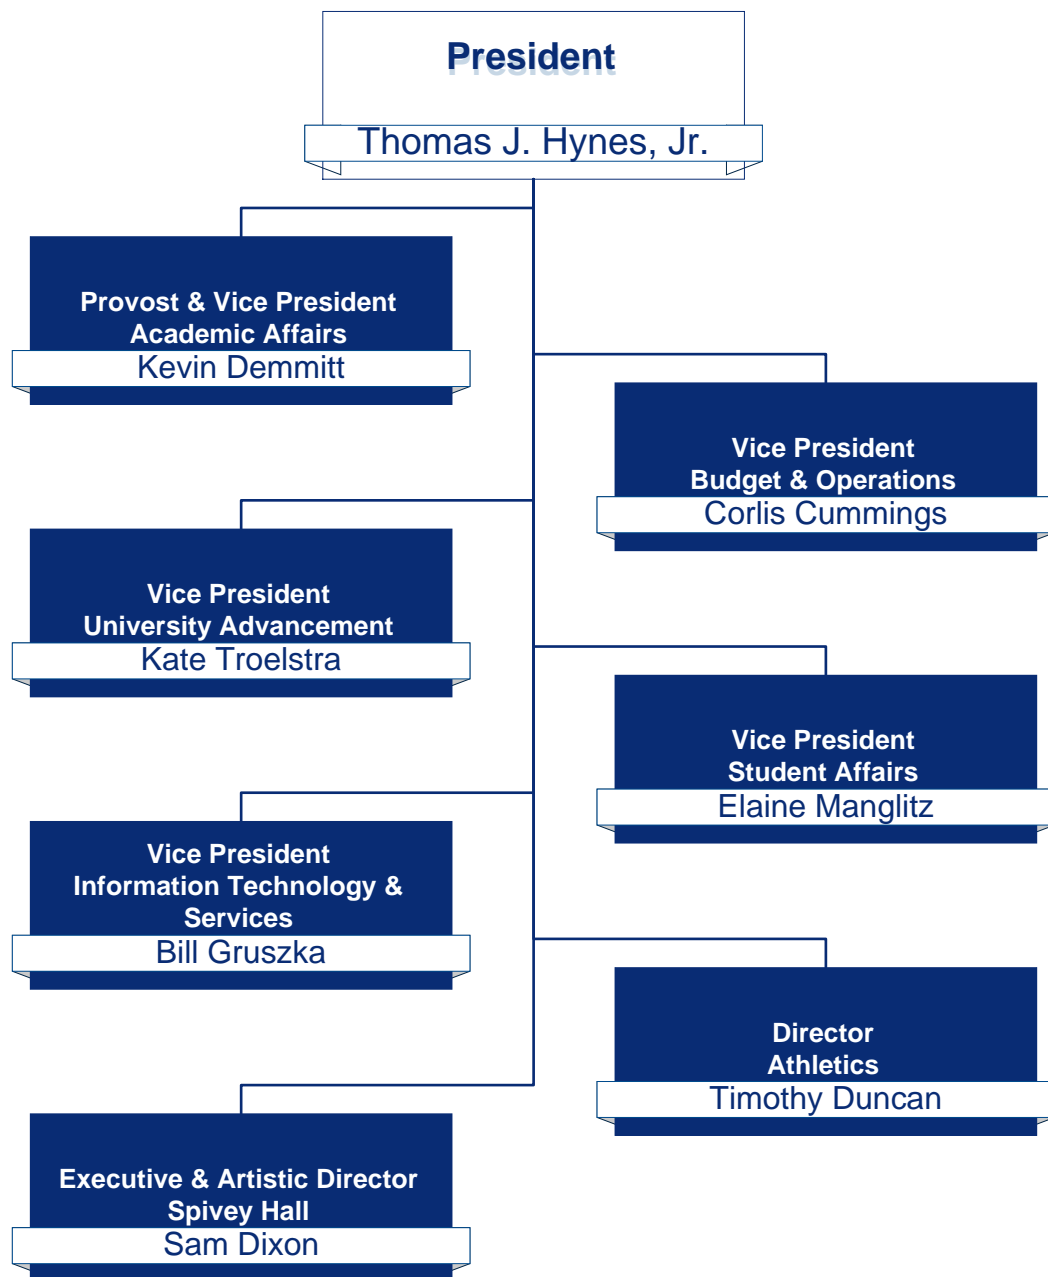 President
Thomas J. Hynes, Jr.
Provost & Vice President
Academic Affairs
Kevin Demmitt
Vice President
Budget & Operations
Corlis Cummings
Vice President
University Advancement
Kate Troelstra
Vice President
Student Affairs
Elaine Manglitz
Vice President
Information Technology &
Services
Bill Gruszka
Director
Athletics
Timothy Duncan
Executive & Artistic Director
Spivey Hall
Sam Dixon